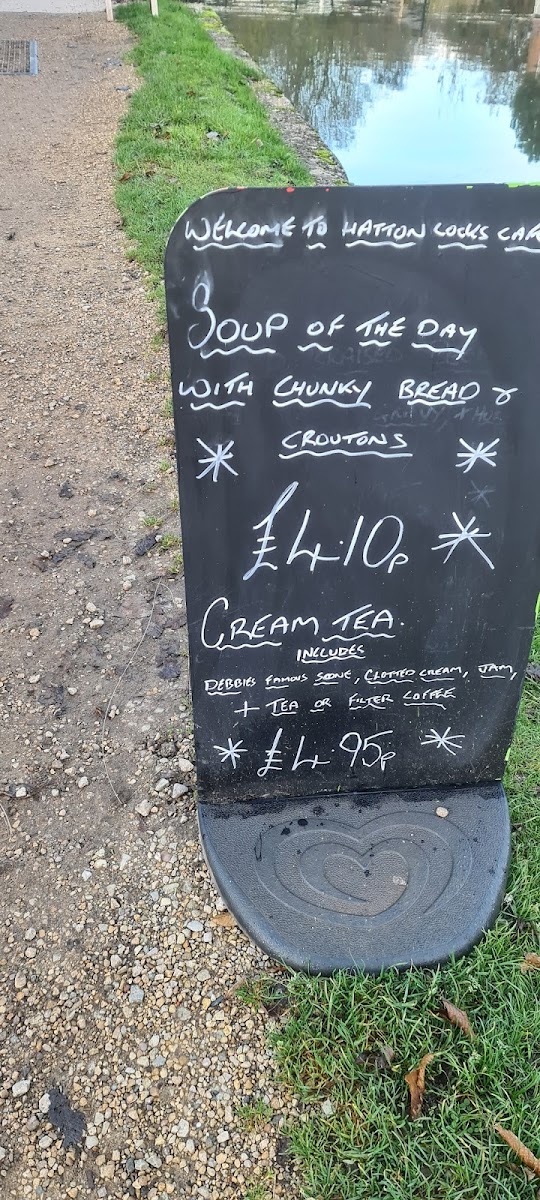 WELCOME TO HATTON LOCKS CAFE
SOUP OF THE DAY
WITH CHUNKY BREAD &
CROUTONS
£4.10p
CREAM TEA.
INCLUDES
DEBBIES FAMOUS SCONE, CLOTTED CREAM, JAM,
+ TEA OR FILTER COFFEE
£4.95p